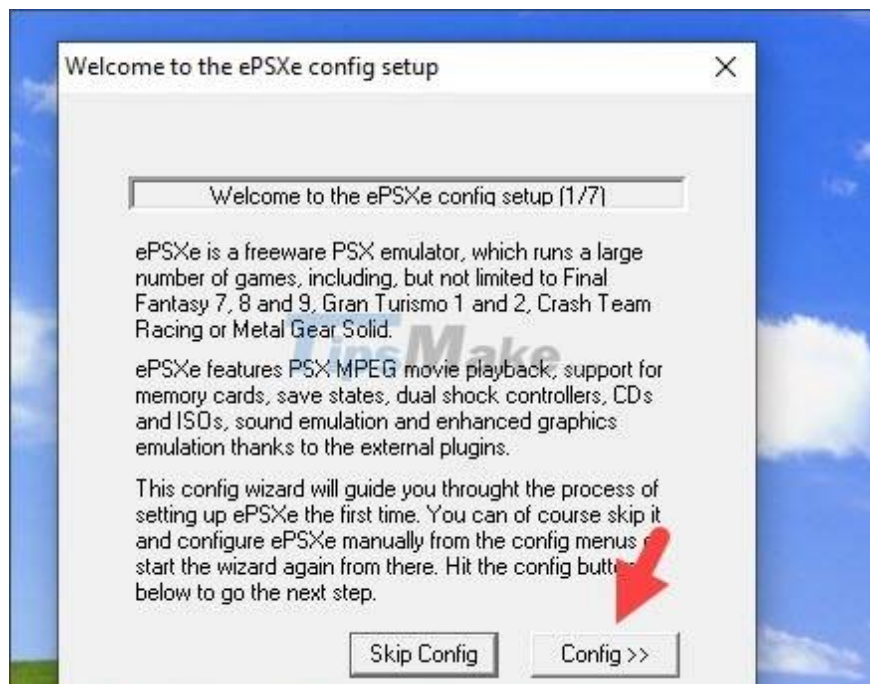 Welcome to the ePSXe config setup
Welcome to the ePSXe config setup (1/7)
ePSXe is a freeware PSX emulator, which runs a large
number of games, including, but not limited to Final
Fantasy 7, 8 and 9, Gran Turismo 1 and 2, Crash Team
Racing or Metal Gear Solid.
TipsMake
ePSXe features PSX MPEG movie playback, support for
memory cards, save states, dual shock controllers, CDs
and ISOs, sound emulation and enhanced graphics
emulation thanks to the external plugins.
This config wizard will guide you throught the process of
setting up ePSXe the first time. You can of course skip it
and configure ePSXe manually from the config menus
start the wizard again from there. Hit the config
below to go the next step.
Skip Config
Config >>